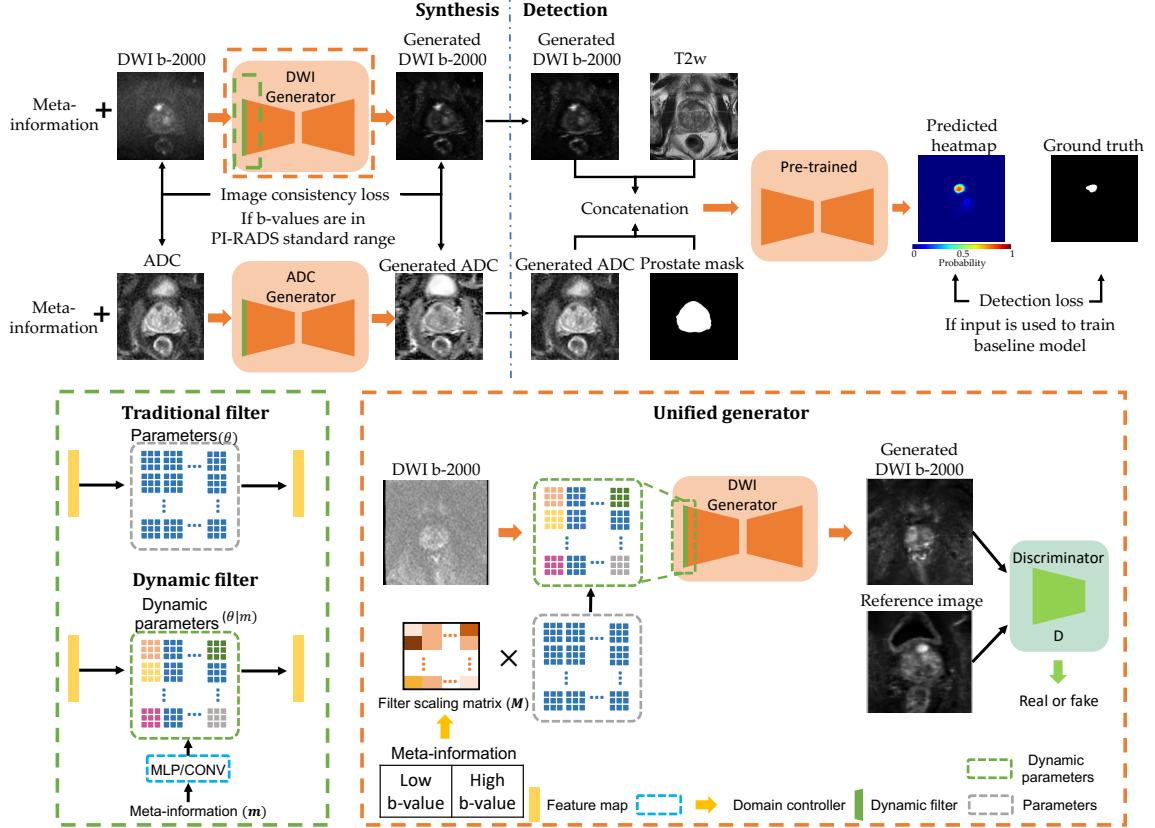 Synthesis
Detection
DWI b-2000
Generated
DWI b-2000
Generated
DWI b-2000
T2w
Meta-
information
+
DWI
Generator
Pre-trained
Predicted
heatmap
Ground truth
Image consistency loss
If b-values are in
PI-RADS standard range
Concatenation
0 0.5 1
Probability
ADC
Generated ADC
Generated ADC
Prostate mask
Meta-
information
+
ADC
Generator
Detection loss
If input is used to train
baseline model
Traditional filter
Parameters(θ)
Dynamic filter
Dynamic
parameters(θ|m)
MLP/CONV
Meta-information (m)
Unified generator
DWI b-2000
DWI
Generator
Generated
DWI b-2000
Discriminator
D
Reference image
Real or fake
×
Filter scaling matrix (M)
Meta-information
Low
b-value
High
b-value
Dynamic
parameters
Feature map
Domain controller
Dynamic filter
Parameters